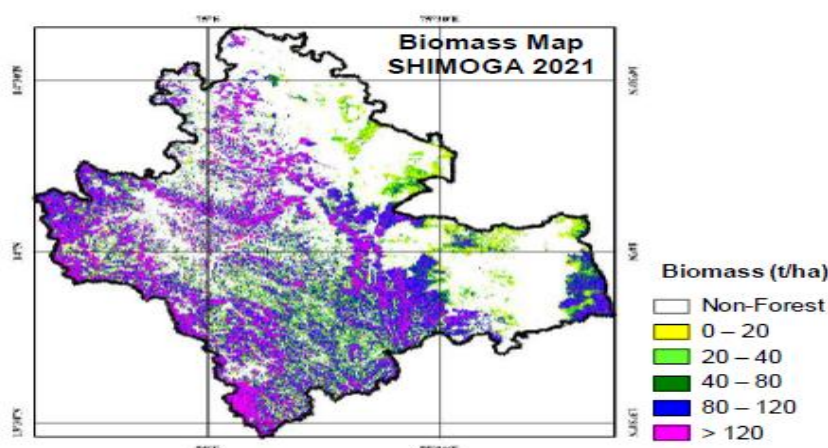 Biomass Map
SHIMOGA 2021
Biomass (t/ha)
Non-Forest
0 – 20
20 – 40
40 – 80
80 – 120
> 120